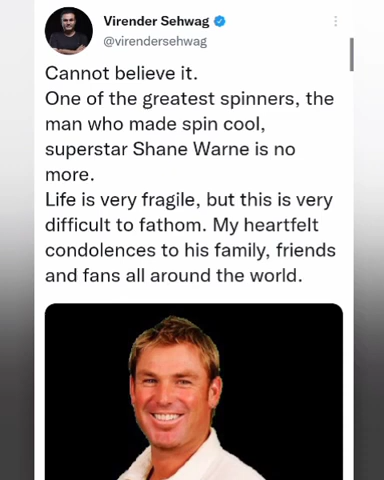 Virender Sehwag
@virendersehwag
Cannot believe it.
One of the greatest spinners, the
man who made spin cool,
superstar Shane Warne is no
more.
Life is very fragile, but this is very
difficult to fathom. My heartfelt
condolences to his family, friends
and fans all around the world.